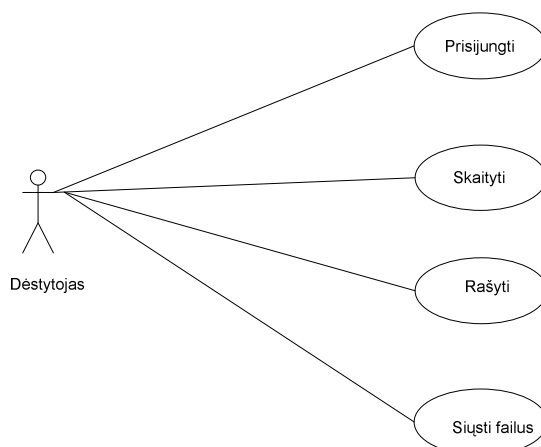 Prisijungti
Skaityti
Dėstytojas
Rašyti
Siųsti failus